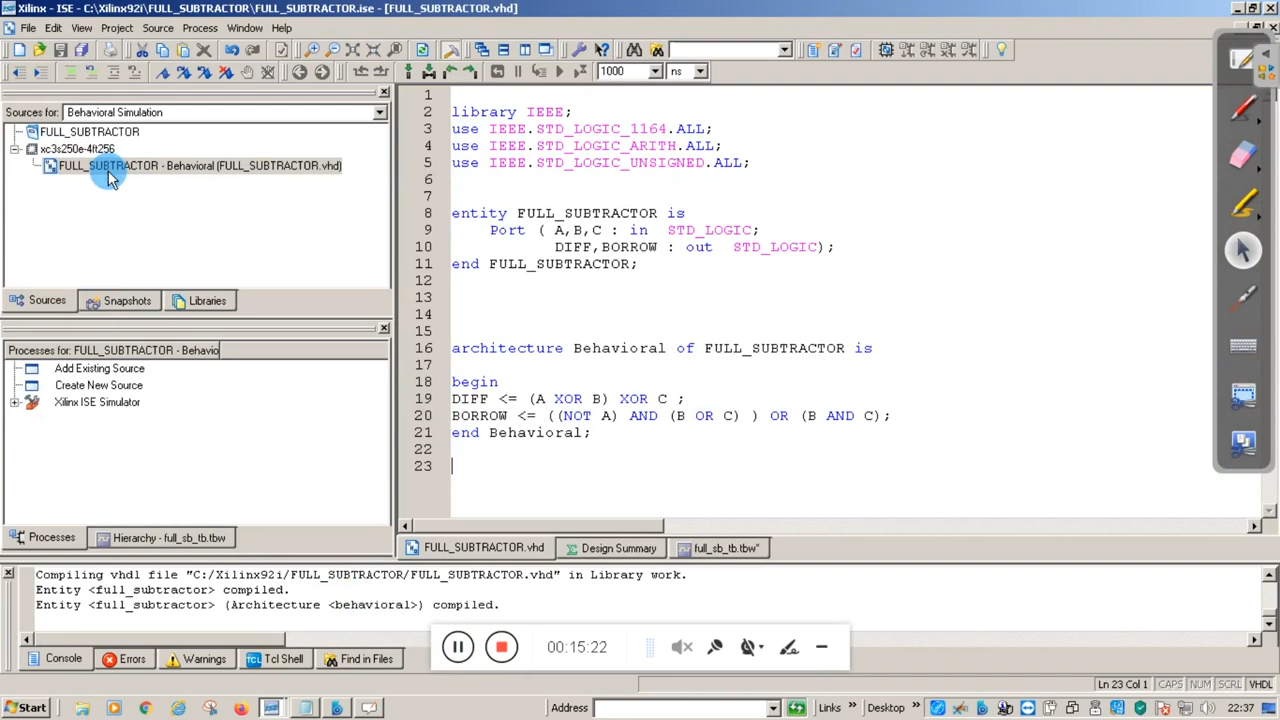 Xilinx - ISE - C:\Xilinx92i\FULL_SUBTRACTOR\FULL_SUBTRACTOR.ise - [FULL_SUBTRACTOR.vhd]
File Edit View Project Source Process Window Help
1000 ns
Sources for: Behavioral Simulation
FULL_SUBTRACTOR
xc3s250e-4ft256
FULL_SUBTRACTOR - Behavioral (FULL_SUBTRACTOR.vhd)
Sources Snapshots Libraries
Processes for: FULL_SUBTRACTOR - Behavio
Add Existing Source
Create New Source
Xilinx ISE Simulator
Processes Hierarchy - full_sb_tb.tbw
1
2 library IEEE;
3 use IEEE.STD_LOGIC_1164.ALL;
4 use IEEE.STD_LOGIC_ARITH.ALL;
5 use IEEE.STD_LOGIC_UNSIGNED.ALL;
6
7
8 entity FULL_SUBTRACTOR is
9 Port ( A,B,C : in STD_LOGIC;
10 DIFF,BORROW : out STD_LOGIC);
11 end FULL_SUBTRACTOR;
12
13
14
15
16 architecture Behavioral of FULL_SUBTRACTOR is
17
18 begin
19 DIFF <= (A XOR B) XOR C ;
20 BORROW <= ((NOT A) AND (B OR C) ) OR (B AND C);
21 end Behavioral;
22
23
FULL_SUBTRACTOR.vhd Design Summary full_sb_tb.tbw*
Compiling vhdl file "C:/Xilinx92i/FULL_SUBTRACTOR/FULL_SUBTRACTOR.vhd" in Library work.
Entity <full_subtractor> compiled.
Entity <full_subtractor> (Architecture <behavioral>) compiled.
00:15:22
Console Errors Warnings Tcl Shell Find in Files
Ln 23 Col 1 CAPS NUM SCRL VHDL
Start Address Links » Desktop » 22:37